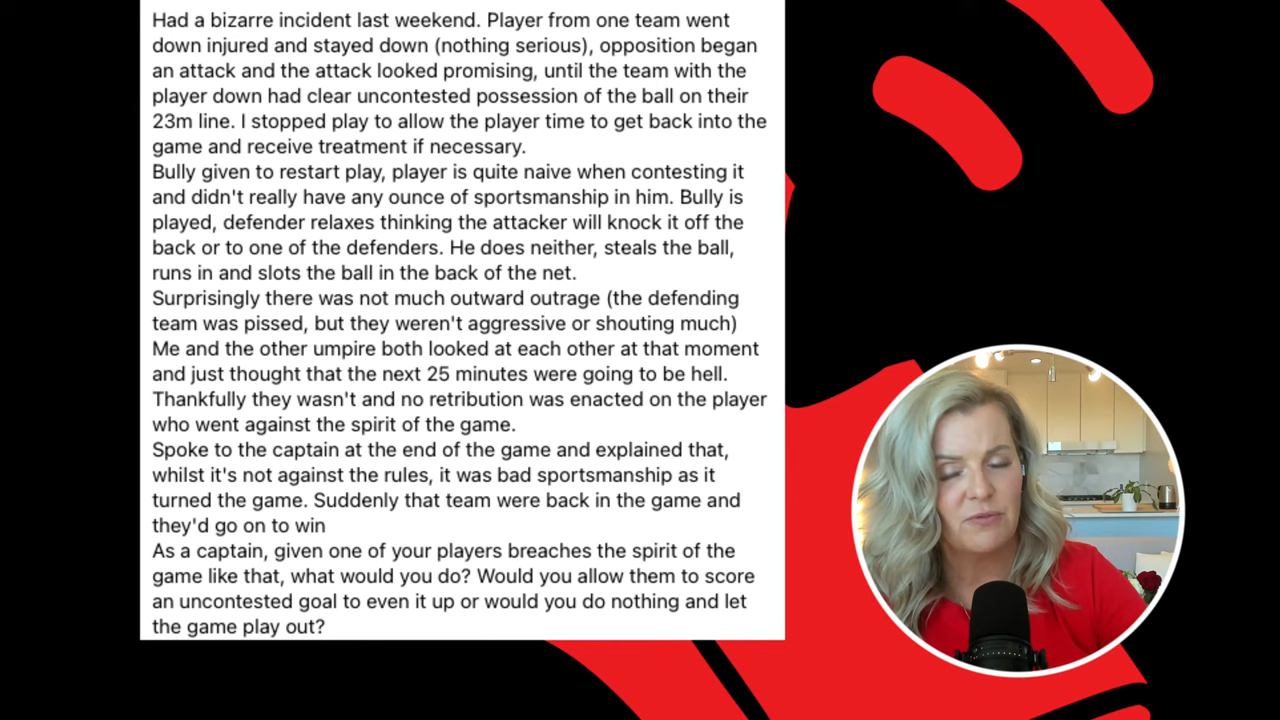 Had a bizarre incident last weekend. Player from one team went
down injured and stayed down (nothing serious), opposition began
an attack and the attack looked promising, until the team with the
player down had clear uncontested possession of the ball on their
23m line. I stopped play to allow the player time to get back into the
game and receive treatment if necessary.
Bully given to restart play, player is quite naive when contesting it
and didn't really have any ounce of sportsmanship in him. Bully is
played, defender relaxes thinking the attacker will knock it off the
back or to one of the defenders. He does neither, steals the ball,
runs in and slots the ball in the back of the net.
Surprisingly there was not much outward outrage (the defending
team was pissed, but they weren't aggressive or shouting much)
Me and the other umpire both looked at each other at that moment
and just thought that the next 25 minutes were going to be hell.
Thankfully they wasn't and no retribution was enacted on the player
who went against the spirit of the game.
Spoke to the captain at the end of the game and explained that,
whilst it's not against the rules, it was bad sportsmanship as it
turned the game. Suddenly that team were back in the game and
they'd go on to win
As a captain, given one of your players breaches the spirit of the
game like that, what would you do? Would you allow them to score
an uncontested goal to even it up or would you do nothing and let
the game play out?